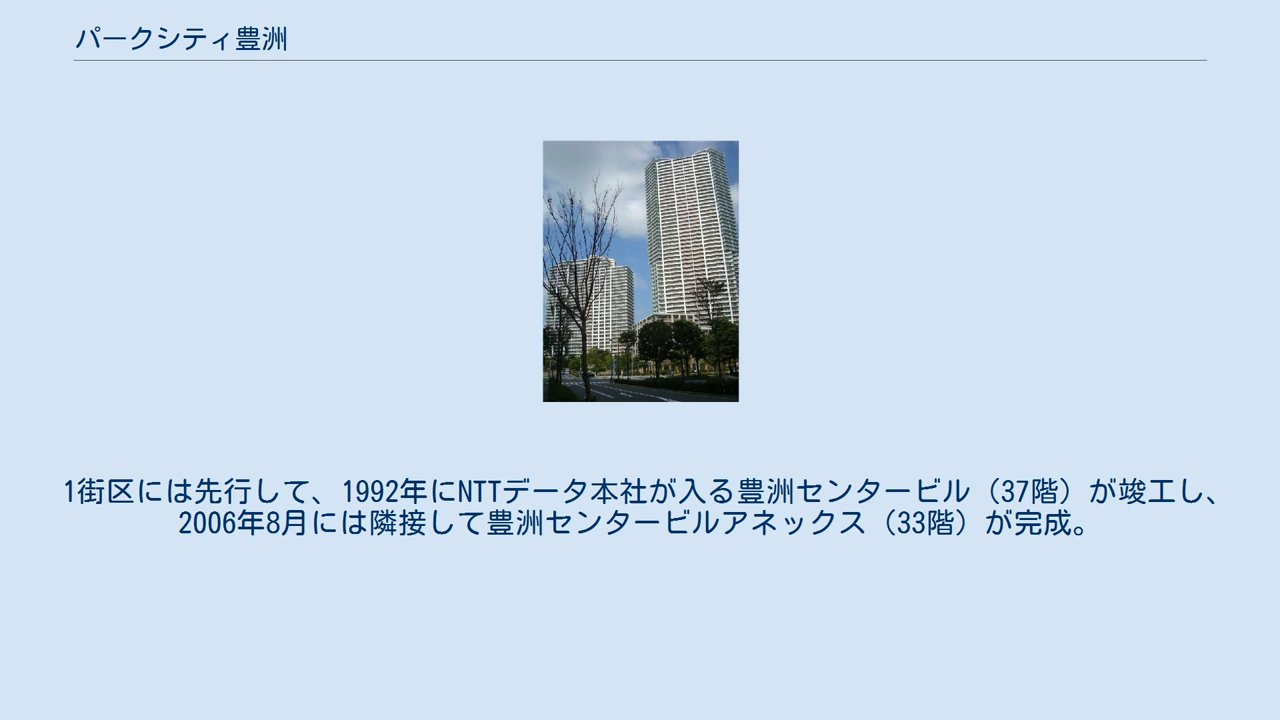 パークシティ豊洲
1街区には先行して、1992年にNTTデータ本社が入る豊洲センタービル（37階）が竣工し、
2006年8月には隣接して豊洲センタービルアネックス（33階）が完成。